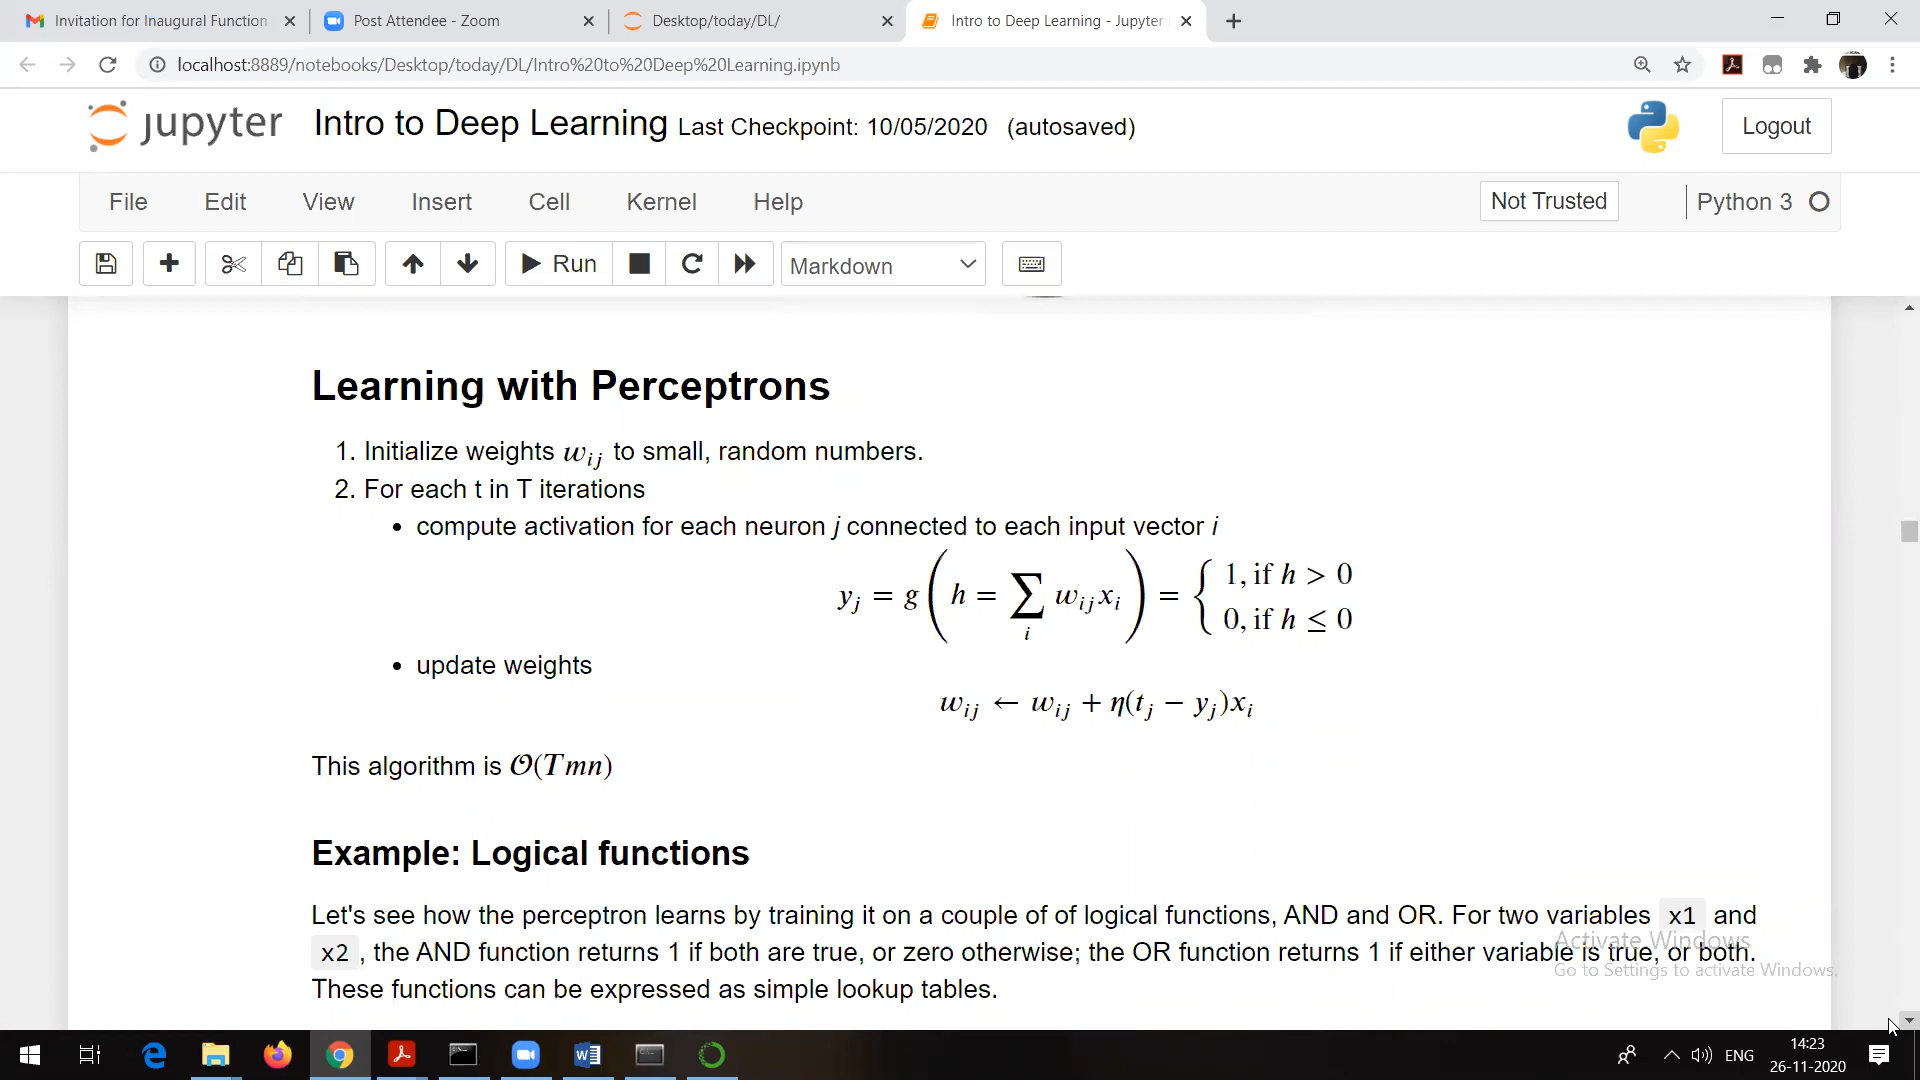 Invitation for Inaugural Function
Post Attendee - Zoom
Desktop/today/DL/
Intro to Deep Learning - Jupyter
localhost:8889/notebooks/Desktop/today/DL/Intro%20to%20Deep%20Learning.ipynb
jupyter Intro to Deep Learning Last Checkpoint: 10/05/2020 (autosaved)
Logout
File Edit View Insert Cell Kernel Help Not Trusted Python 3
Run Markdown
Learning with Perceptrons
1. Initialize weights w_{ij} to small, random numbers.
2. For each t in T iterations
• compute activation for each neuron j connected to each input vector i
y_j = g(h = ∑_i w_{ij}x_i) = { 1, if h > 0
0, if h ≤ 0
• update weights
w_{ij} ← w_{ij} + η(t_j − y_j)x_i
This algorithm is 𝒪(Tmn)
Example: Logical functions
Let's see how the perceptron learns by training it on a couple of of logical functions, AND and OR. For two variables x1 and
x2 , the AND function returns 1 if both are true, or zero otherwise; the OR function returns 1 if either variable is true, or both.
These functions can be expressed as simple lookup tables.
Activate Windows
Go to Settings to activate Windows.
ENG
14:23
26-11-2020